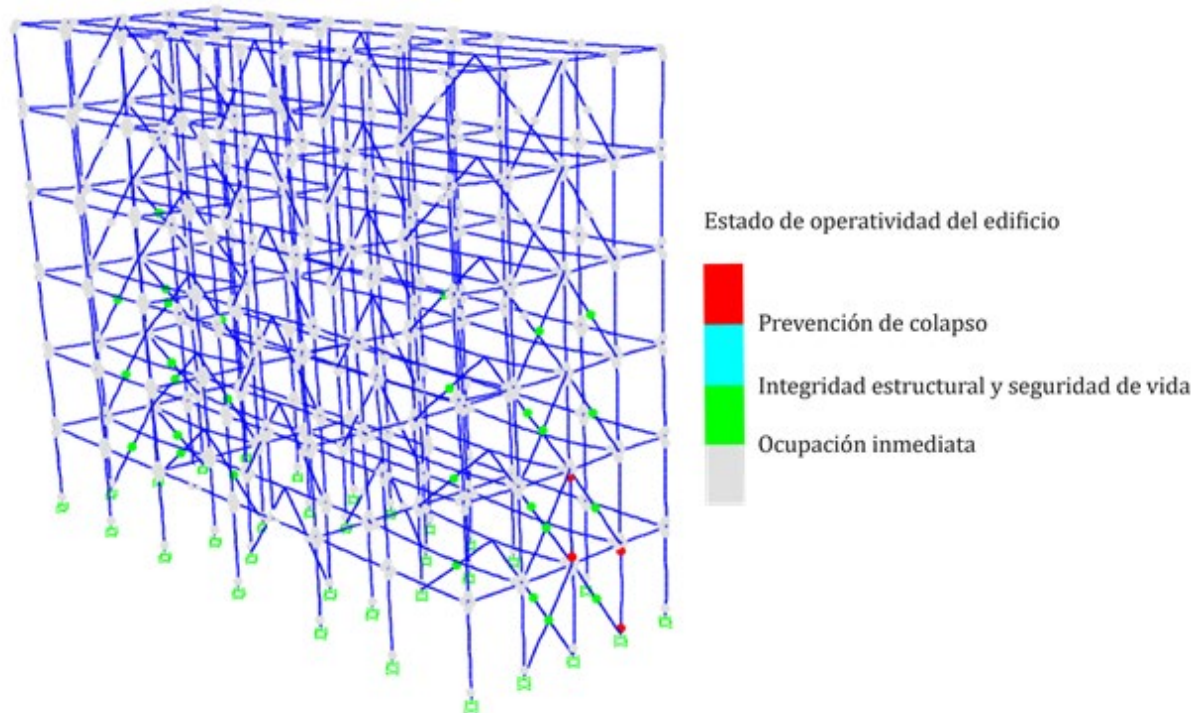 Estado de operatividad del edificio
Prevención de colapso
Integridad estructural y seguridad de vida
Ocupación inmediata